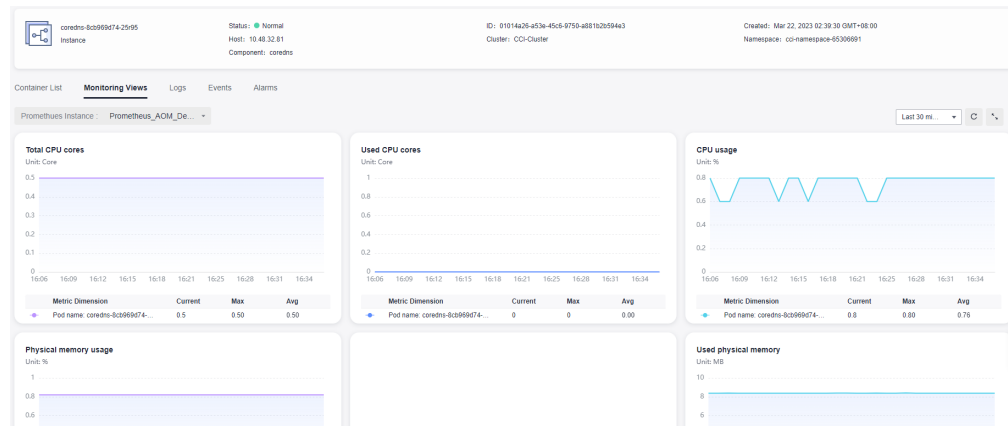 coredns-8cb969d74-25r95
Instance
Status: Normal
Host: 10.48.32.81
Component: coredns
ID: 01014a26-a53e-45c6-9750-a881b2b594e3
Cluster: CCI-Cluster
Created: Mar 22, 2023 02:39:30 GMT+08:00
Namespace: cci-namespace-65306691
Container List Monitoring Views Logs Events Alarms
Promethues Instance : Prometheus_AOM_De...
Last 30 mi...
Total CPU cores
Unit: Core
0.5
0.4
0.3
0.2
0.1
0
16:06 16:09 16:12 16:15 16:18 16:21 16:25 16:28 16:31 16:34
Metric Dimension Current Max Avg
Pod name: coredns-8cb969d74-... 0.5 0.50 0.50
Used CPU cores
Unit: Core
1
0.8
0.6
0.4
0.2
0
16:06 16:09 16:12 16:15 16:18 16:21 16:25 16:28 16:31 16:34
Metric Dimension Current Max Avg
Pod name: coredns-8cb969d74-... 0 0 0.00
CPU usage
Unit: %
0.8
0.6
0.4
0.2
0
16:06 16:09 16:12 16:15 16:18 16:21 16:25 16:28 16:31 16:34
Metric Dimension Current Max Avg
Pod name: coredns-8cb969d74-... 0.8 0.80 0.76
Physical memory usage
Unit: %
1
0.8
0.6
Used physical memory
Unit: MB
10
8
6